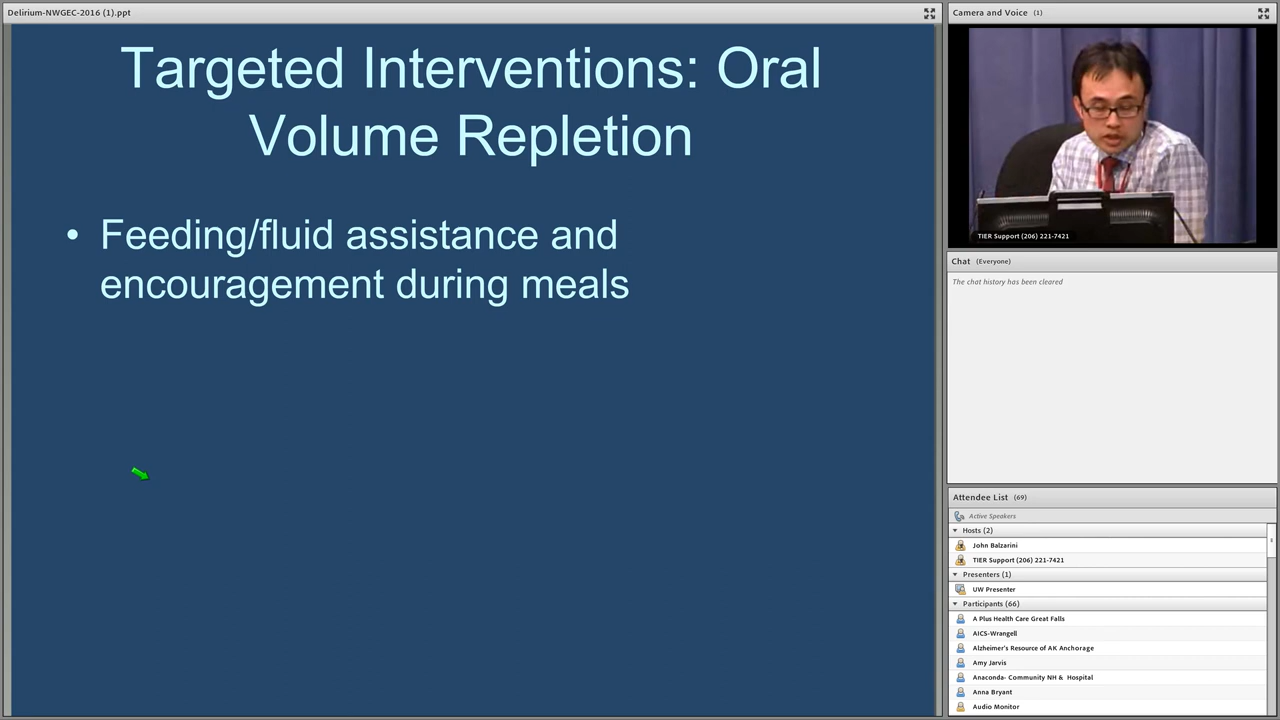 Delirium-NWGEC-2016 (1).ppt
Targeted Interventions: Oral
Volume Repletion
• Feeding/fluid assistance and
encouragement during meals
Camera and Voice (1)
TIER Support (206) 221-7421
Chat (Everyone)
The chat history has been cleared
Attendee List (69)
Active Speakers
Hosts (2)
John Balzarini
TIER Support (206) 221-7421
Presenters (1)
UW Presenter
Participants (66)
A Plus Health Care Great Falls
AICS-Wrangell
Alzheimer's Resource of AK Anchorage
Amy Jarvis
Anaconda- Community NH & Hospital
Anna Bryant
Audio Monitor